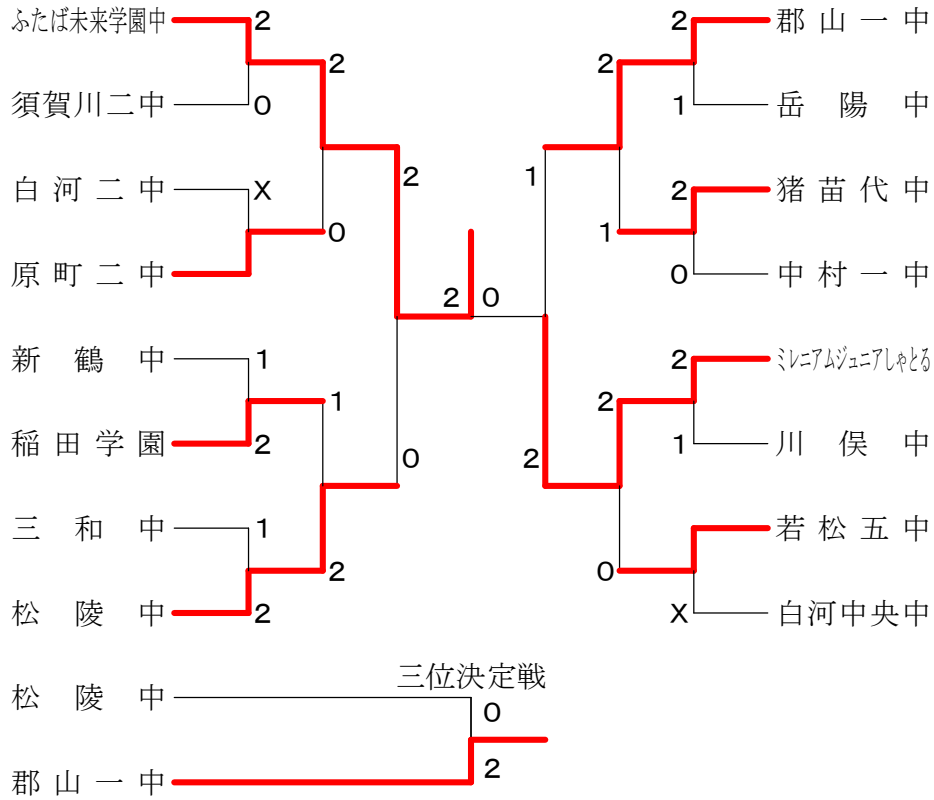 ふたば未来学園中 2 2 郡山一中
2 2
須賀川二中 0 1 岳陽中
白河二中 X 2 1 2 猪苗代中
0 1
原町二中 0 中村一中
2 0
新鶴中 1 2 ミレニアムジュニアしゃとる
1 2
稲田学園 2 0 2 1 川俣中
三和中 1 若松五中
2 0
松陵中 2 X 白河中央中
三位決定戦
松陵中 0
郡山一中 2